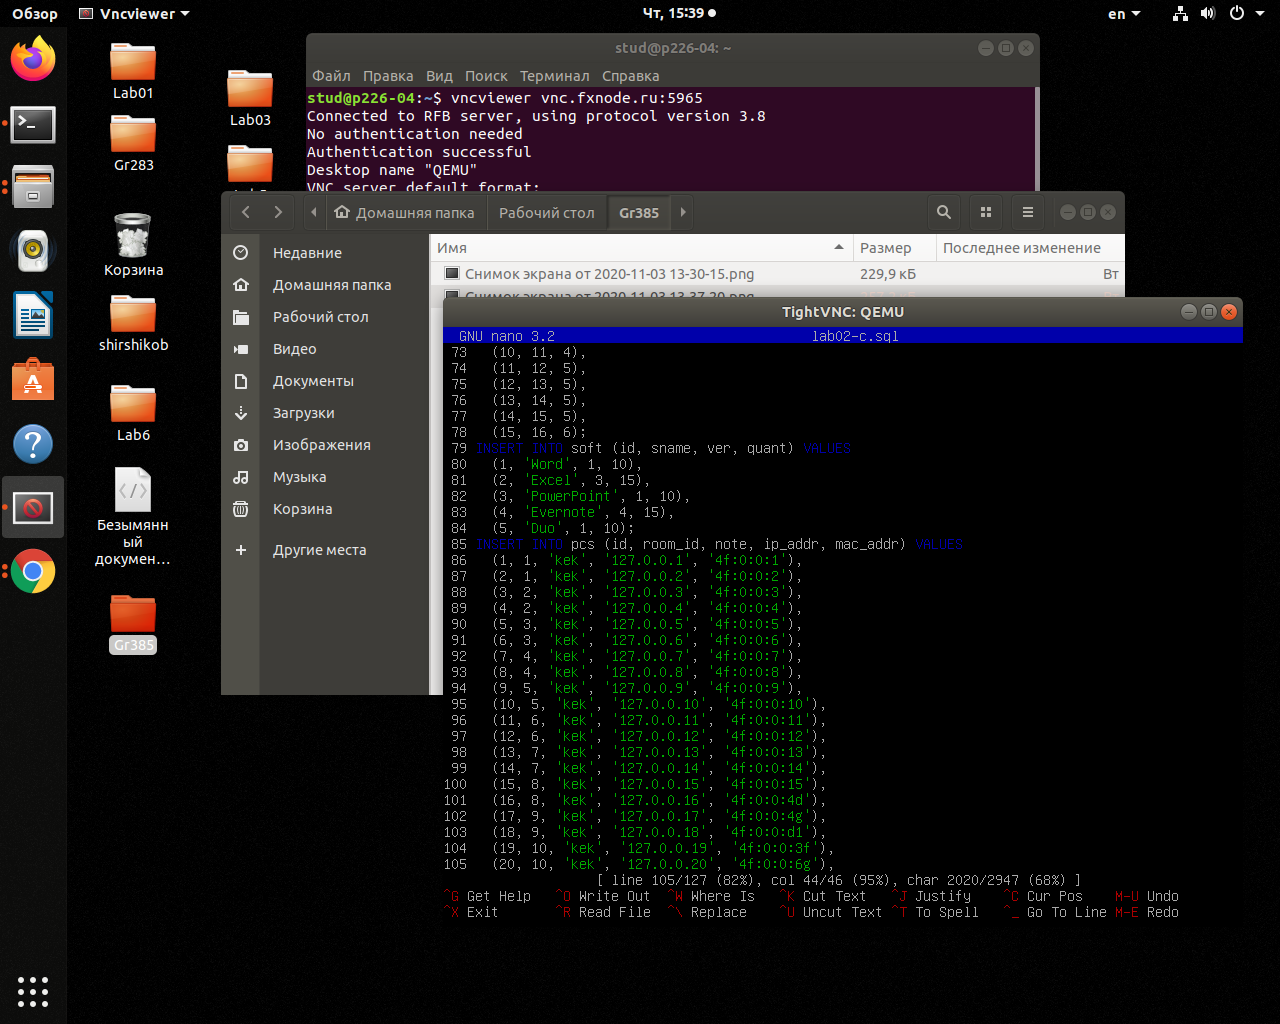 Обзор Vncviewer Чт, 15:39 en
Lab01
Gr283
Корзина
shirshikob
Lab6
Безымянн
ый
докумен…
Gr385
Lab03
stud@p226-04: ~
Файл Правка Вид Поиск Терминал Справка
stud@p226-04:~$ vncviewer vnc.fxnode.ru:5965
Connected to RFB server, using protocol version 3.8
No authentication needed
Authentication successful
Desktop name "QEMU"
VNC server default format:
Домашняя папка Рабочий стол Gr385
Недавние
Домашняя папка
Рабочий стол
Видео
Документы
Загрузки
Изображения
Музыка
Корзина
Другие места
Имя Размер Последнее изменение
Снимок экрана от 2020-11-03 13-30-15.png 229,9 кБ Вт
Снимок экрана от 2020-11-03 13-37-20.png
TightVNC: QEMU
GNU nano 3.2 lab02-c.sql
73 (10, 11, 4),
74 (11, 12, 5),
75 (12, 13, 5),
76 (13, 14, 5),
77 (14, 15, 5),
78 (15, 16, 6);
79 INSERT INTO soft (id, sname, ver, quant) VALUES
80 (1, 'Word', 1, 10),
81 (2, 'Excel', 3, 15),
82 (3, 'PowerPoint', 1, 10),
83 (4, 'Evernote', 4, 15),
84 (5, 'Duo', 1, 10);
85 INSERT INTO pcs (id, room_id, note, ip_addr, mac_addr) VALUES
86 (1, 1, 'kek', '127.0.0.1', '4f:0:0:1'),
87 (2, 1, 'kek', '127.0.0.2', '4f:0:0:2'),
88 (3, 2, 'kek', '127.0.0.3', '4f:0:0:3'),
89 (4, 2, 'kek', '127.0.0.4', '4f:0:0:4'),
90 (5, 3, 'kek', '127.0.0.5', '4f:0:0:5'),
91 (6, 3, 'kek', '127.0.0.6', '4f:0:0:6'),
92 (7, 4, 'kek', '127.0.0.7', '4f:0:0:7'),
93 (8, 4, 'kek', '127.0.0.8', '4f:0:0:8'),
94 (9, 5, 'kek', '127.0.0.9', '4f:0:0:9'),
95 (10, 5, 'kek', '127.0.0.10', '4f:0:0:10'),
96 (11, 6, 'kek', '127.0.0.11', '4f:0:0:11'),
97 (12, 6, 'kek', '127.0.0.12', '4f:0:0:12'),
98 (13, 7, 'kek', '127.0.0.13', '4f:0:0:13'),
99 (14, 7, 'kek', '127.0.0.14', '4f:0:0:14'),
100 (15, 8, 'kek', '127.0.0.15', '4f:0:0:15'),
101 (16, 8, 'kek', '127.0.0.16', '4f:0:0:4d'),
102 (17, 9, 'kek', '127.0.0.17', '4f:0:0:4g'),
103 (18, 9, 'kek', '127.0.0.18', '4f:0:0:d1'),
104 (19, 10, 'kek', '127.0.0.19', '4f:0:0:3f'),
105 (20, 10, 'kek', '127.0.0.20', '4f:0:0:6g'),
[ line 105/127 (82%), col 44/46 (95%), char 2020/2947 (68%) ]
^G Get Help ^O Write Out ^W Where Is ^K Cut Text ^J Justify ^C Cur Pos M-U Undo
^X Exit ^R Read File ^\ Replace ^U Uncut Text ^T To Spell ^_ Go To Line M-E Redo